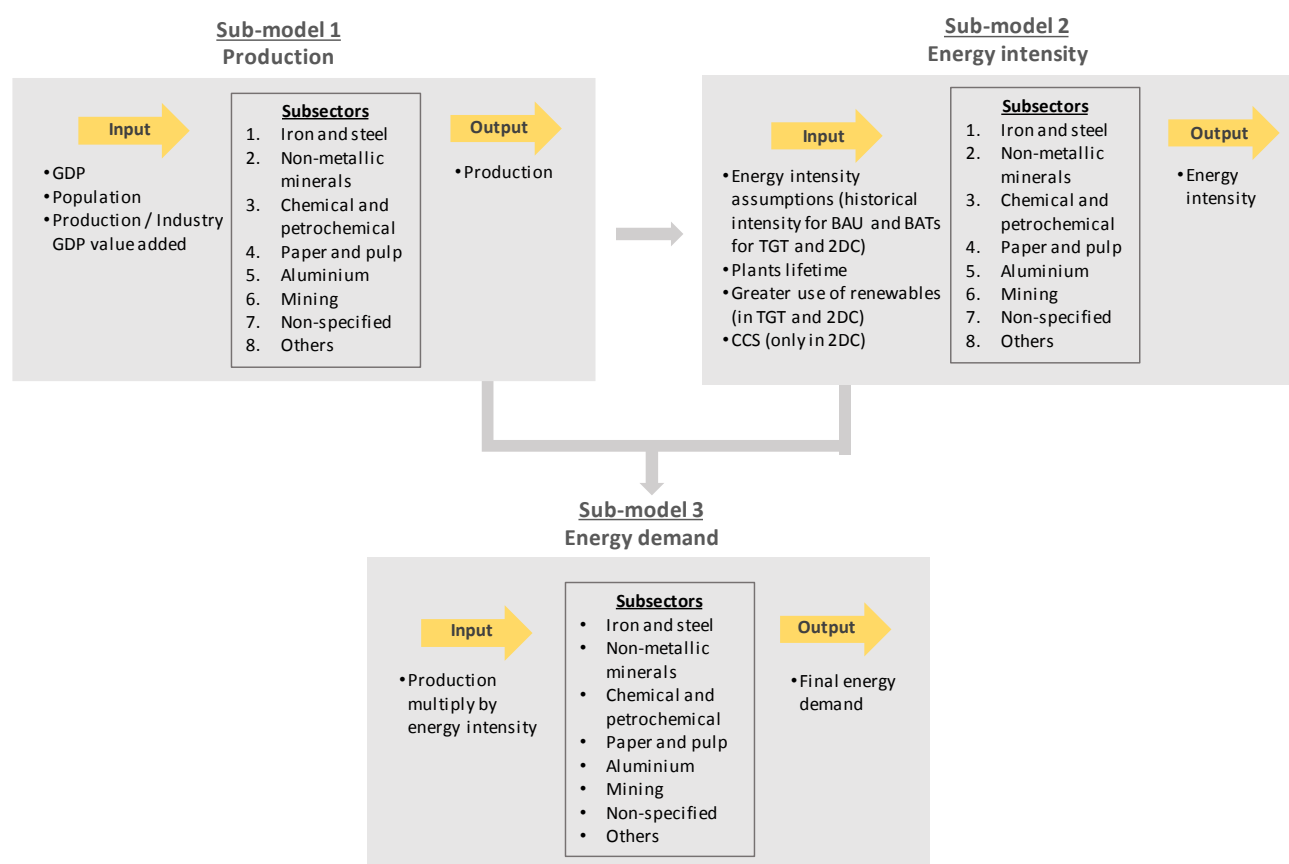 Sub-model 1
Production
Input
•GDP
•Population
•Production / Industry
GDP value added
Subsectors
1. Iron and steel
2. Non-metallic
minerals
3. Chemical and
petrochemical
4. Paper and pulp
5. Aluminium
6. Mining
7. Non-specified
8. Others
Output
•Production
Sub-model 2
Energy intensity
Input
•Energy intensity
assumptions (historical
intensity for BAU and BATs
for TGT and 2DC)
•Plants lifetime
•Greater use of renewables
(in TGT and 2DC)
•CCS (only in 2DC)
Subsectors
1. Iron and steel
2. Non-metallic
minerals
3. Chemical and
petrochemical
4. Paper and pulp
5. Aluminium
6. Mining
7. Non-specified
8. Others
Output
•Energy
intensity
Sub-model 3
Energy demand
Input
•Production
multiply by
energy intensity
Subsectors
• Iron and steel
• Non-metallic
minerals
• Chemical and
petrochemical
• Paper and pulp
• Aluminium
• Mining
• Non-specified
• Others
Output
•Final energy
demand